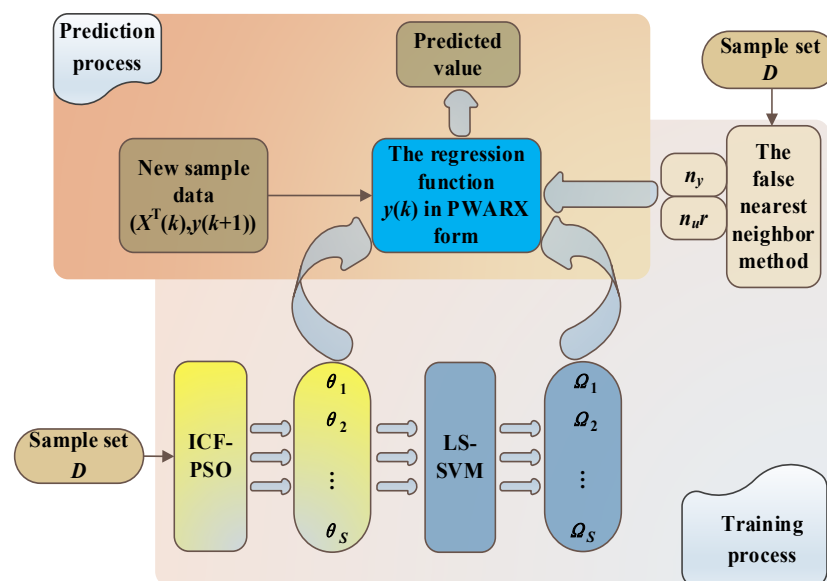 Prediction
process
Predicted
value
Sample set
D
New sample
data
(X^T(k),y(k+1))
The regression
function
y(k) in PWARX
form
n_y
n_u r
The
false
nearest
neighbor
method
Sample set
D
ICF-
PSO
θ_1
θ_2
⋮
θ_S
LS-
SVM
Ω_1
Ω_2
⋮
Ω_S
Training
process